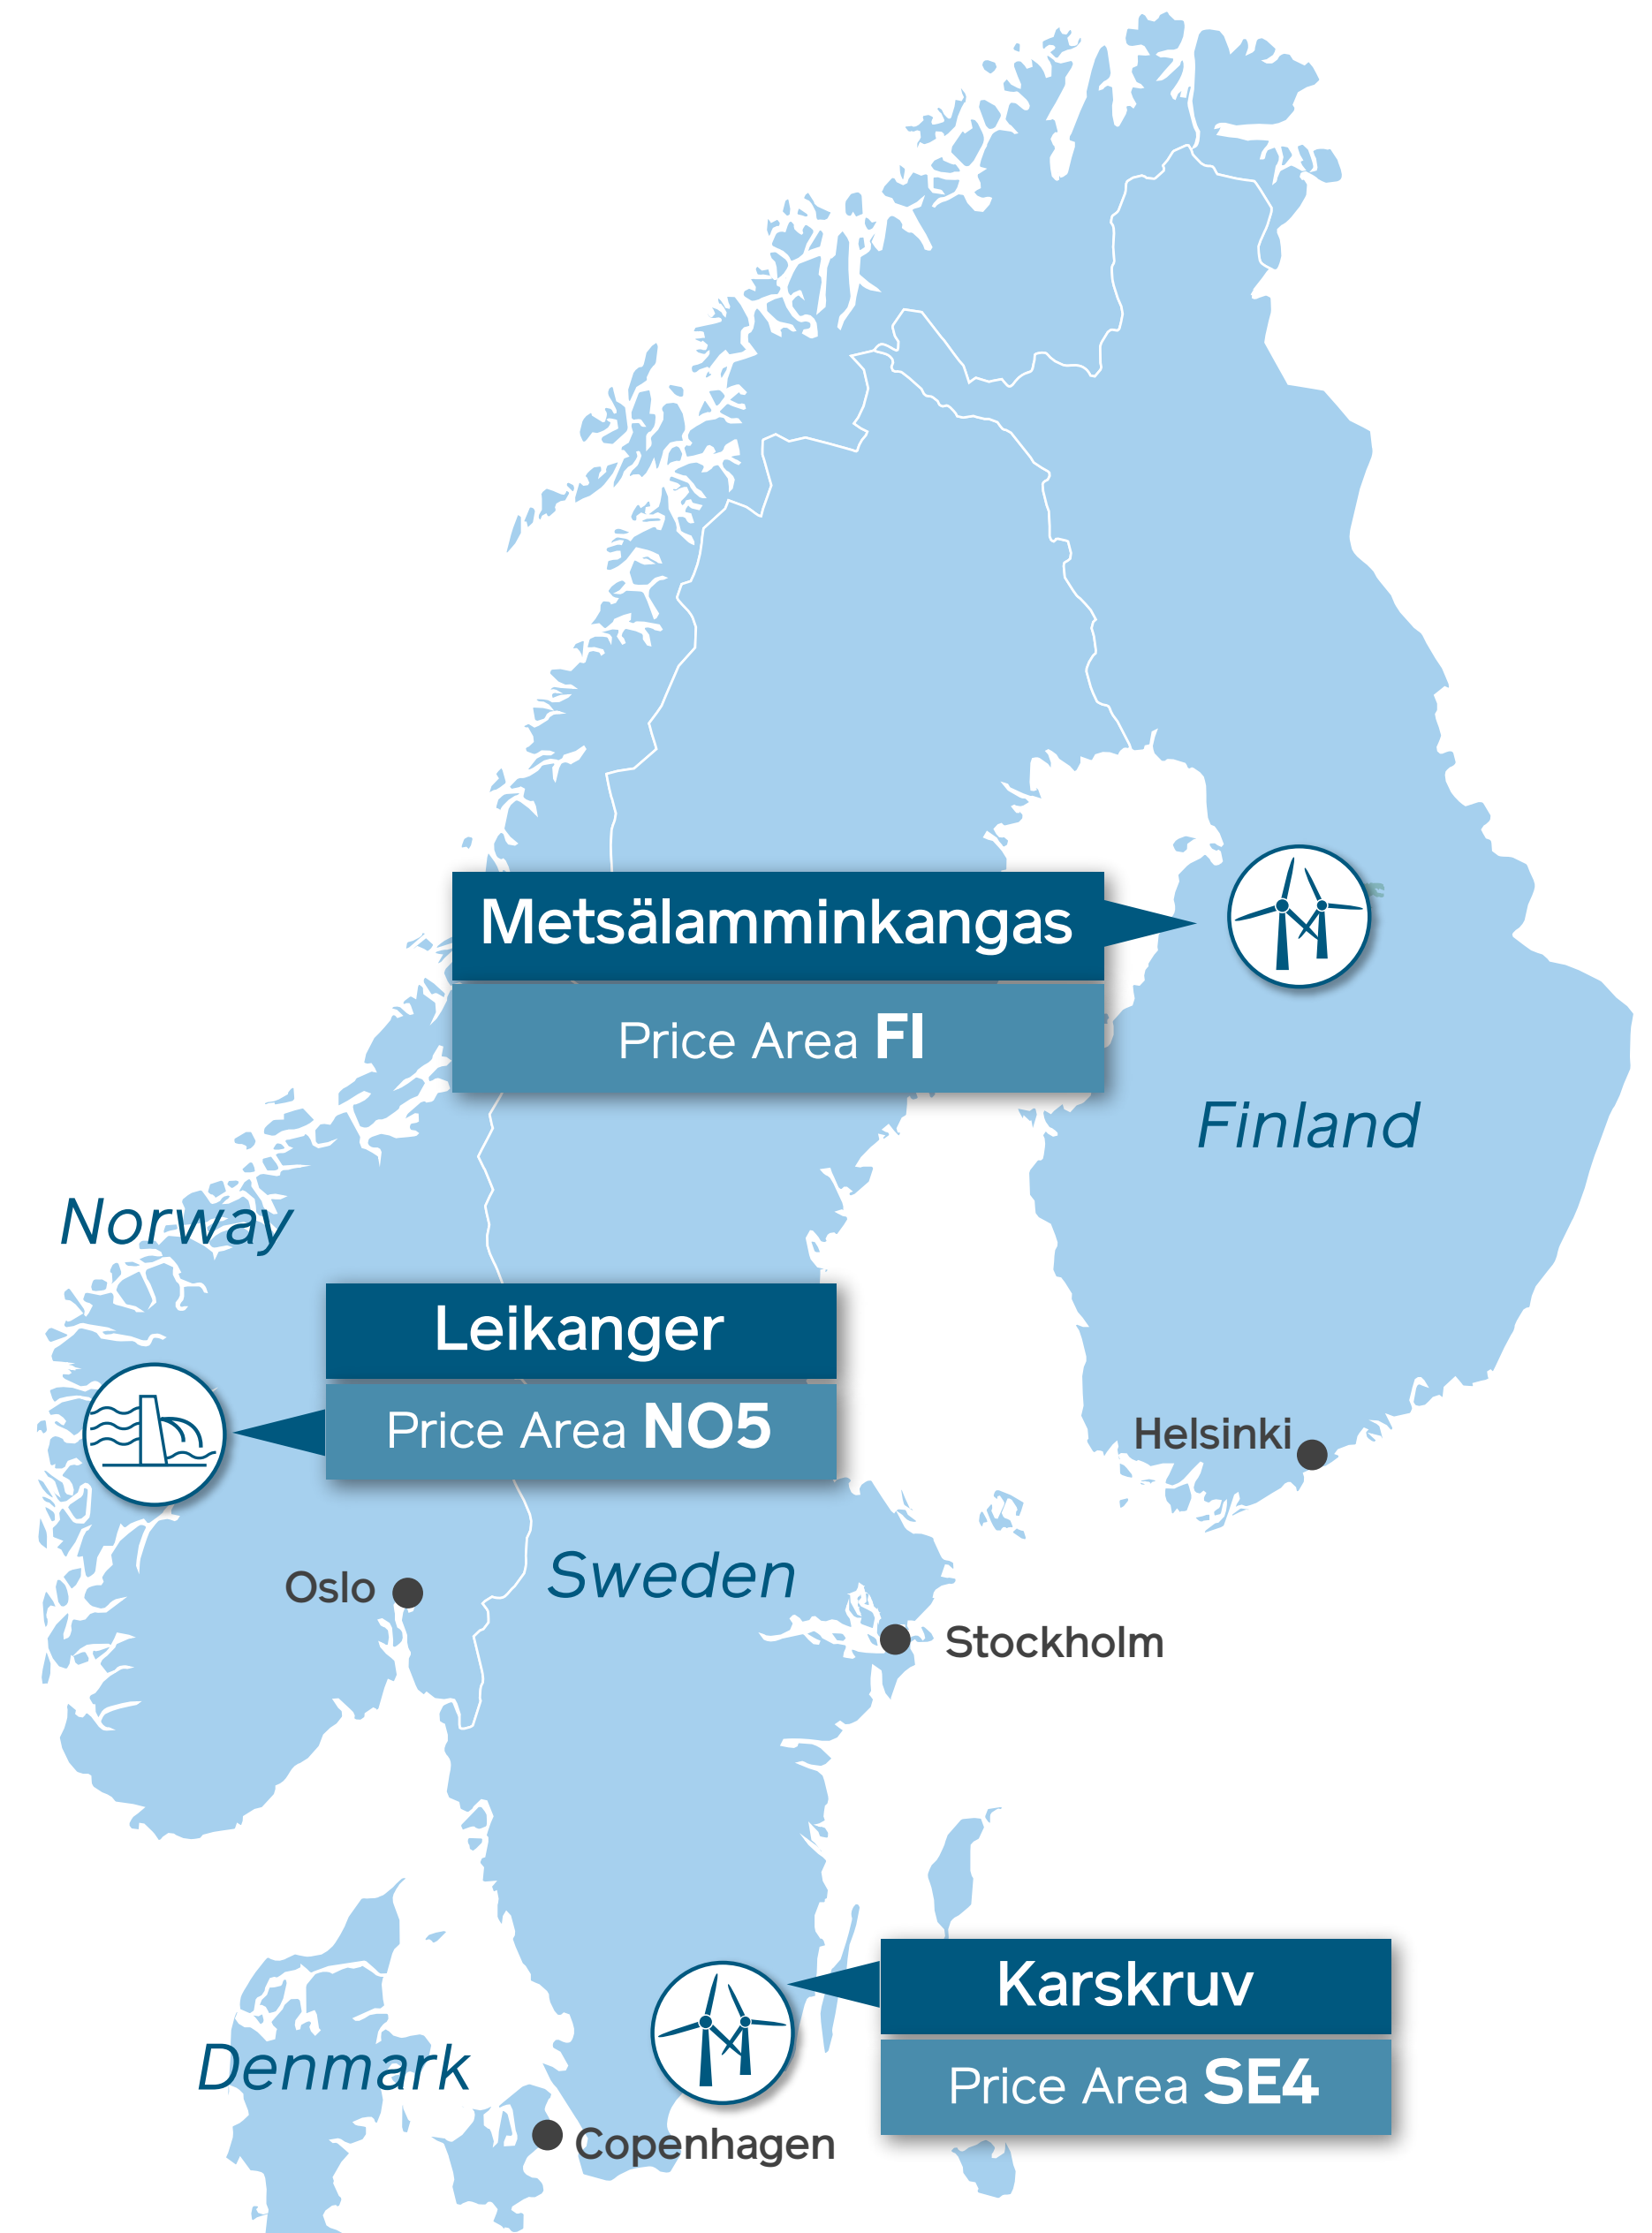 Metsälamminkangas
Price Area FI
Finland
Norway
Leikanger
Price Area NO5
Helsinki
Oslo
Sweden
Stockholm
Karskruv
Price Area SE4
Denmark
Copenhagen